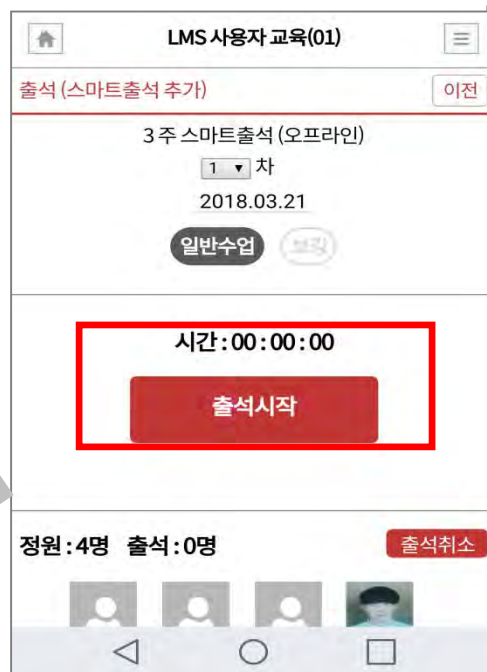 LMS 사용자 교육(01)
출석 (스마트출석 추가)
이전
3 주 스마트출석 (오프라인)
1 차
2018.03.21
일반수업
보강
시간 : 00 : 00 : 00
출석시작
정원 : 4명 출석 : 0명
출석취소